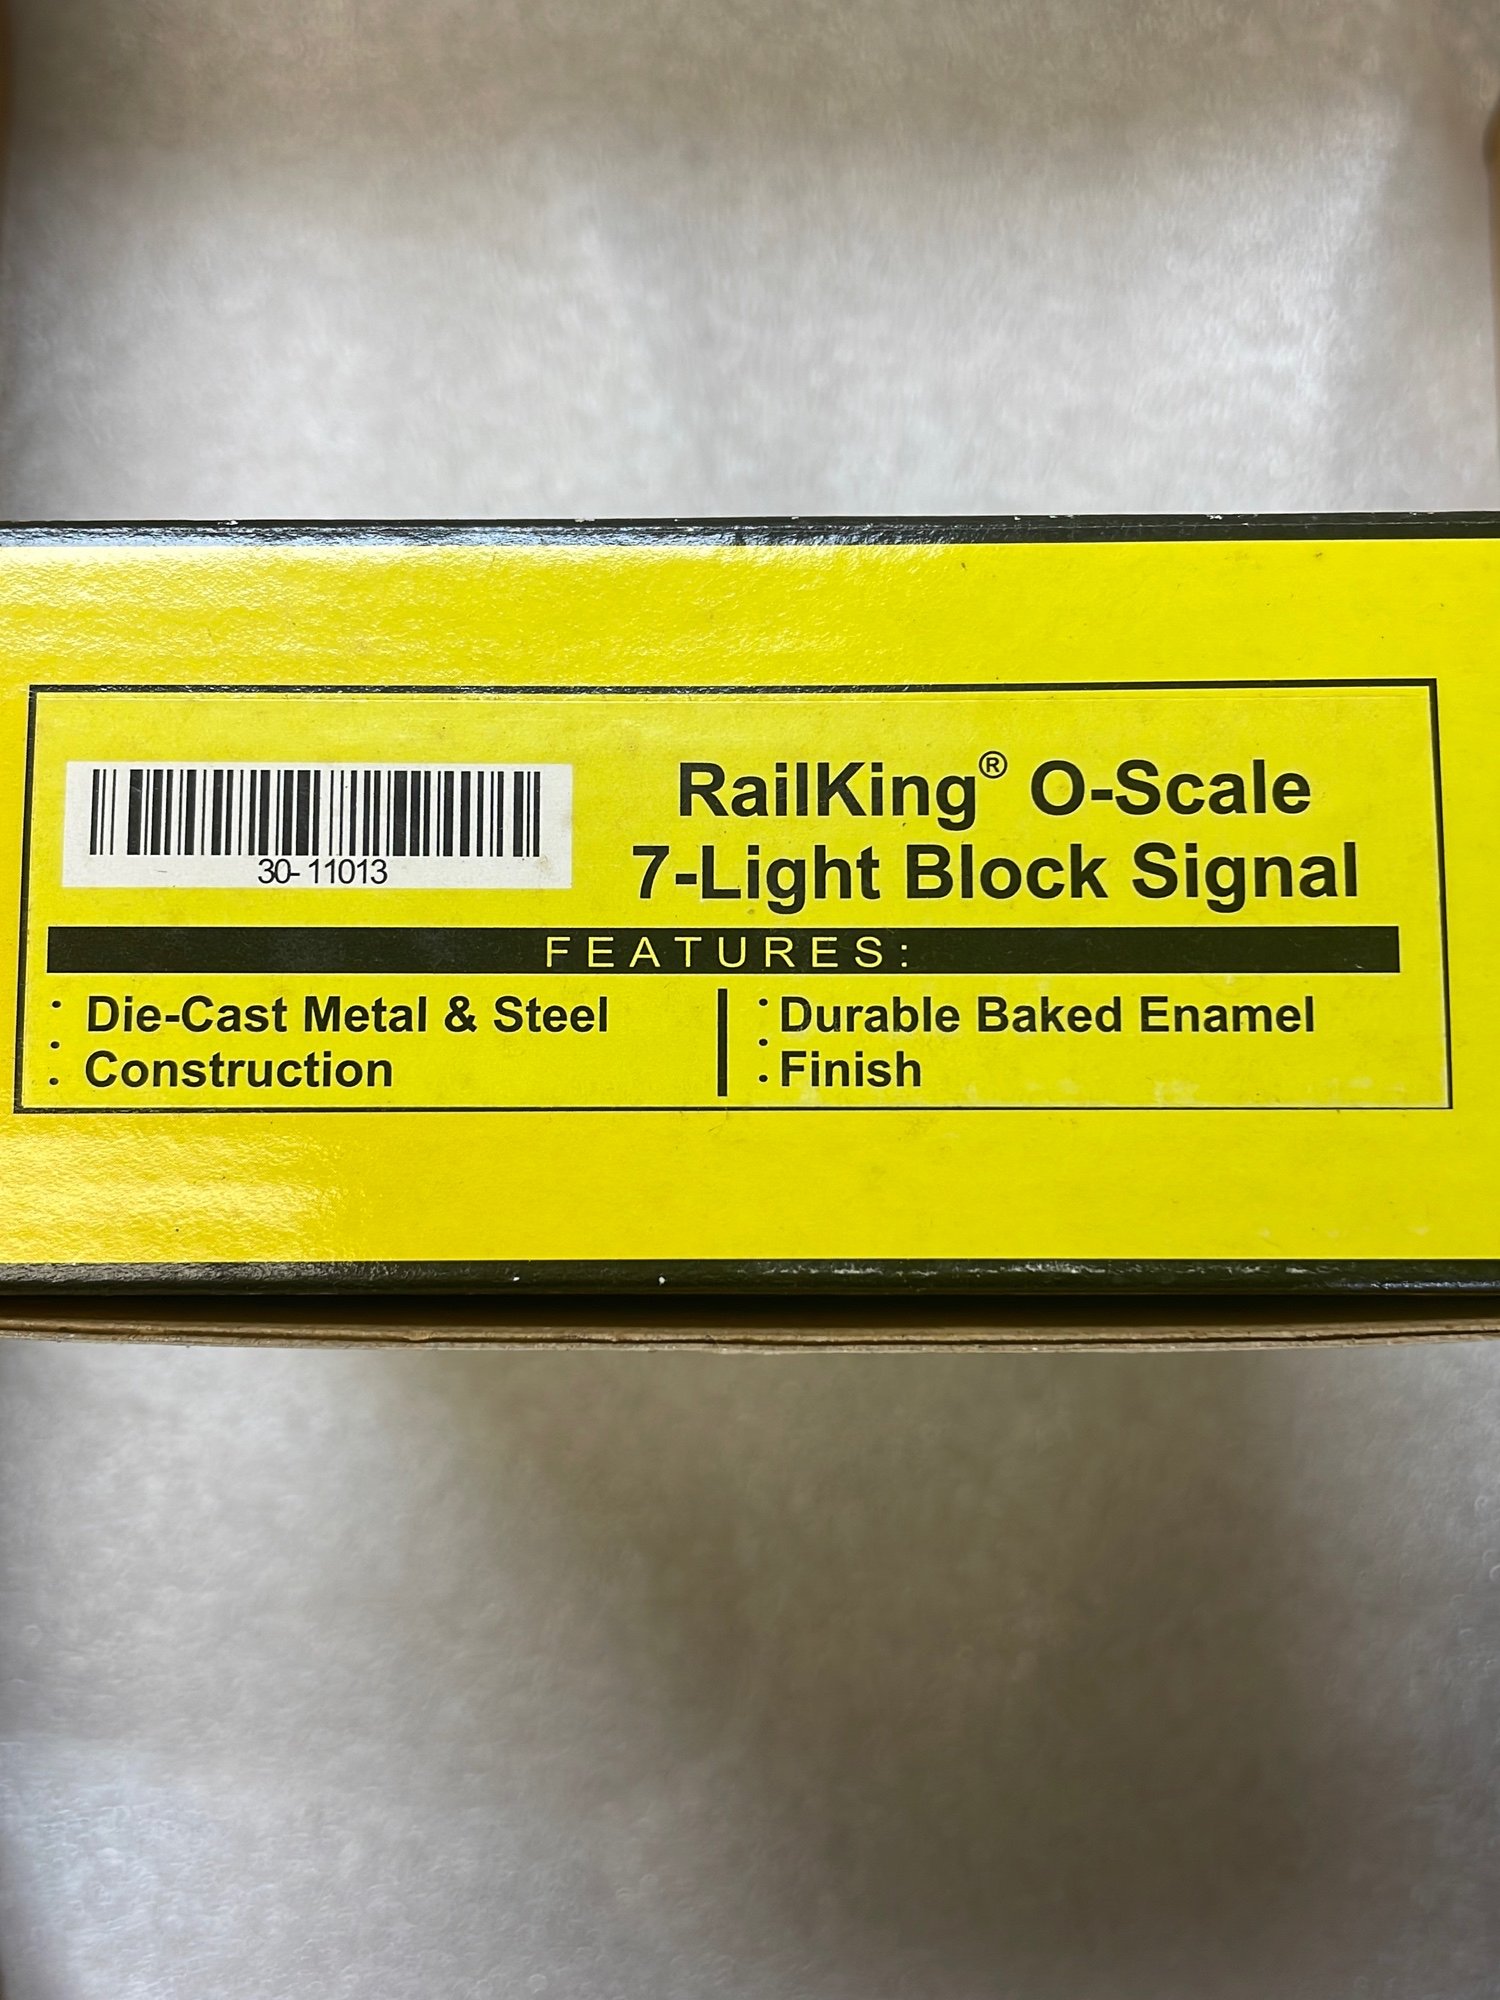 RailKing® O-Scale
7-Light Block Signal
30-11013
FEATURES:
: Die-Cast Metal & Steel
. Construction
: Durable Baked Enamel
. Finish